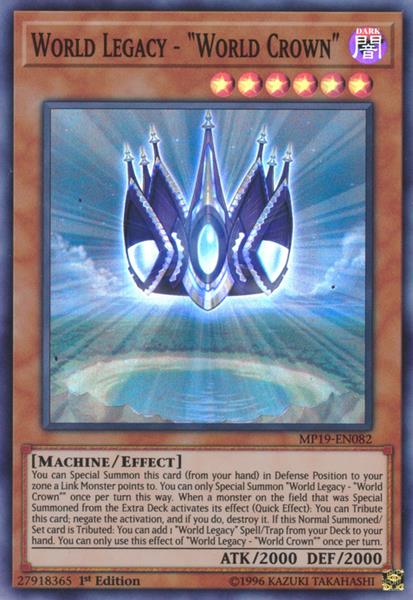 World Legacy - "World Crown"
DARK
闇
MP19-EN082
[Machine/Effect]
You can Special Summon this card (from your hand) in Defense Position to your
zone a Link Monster points to. You can only Special Summon "World Legacy - "World
Crown"" once per turn this way. When a monster on the field that was Special
Summoned from the Extra Deck activates its effect (Quick Effect): You can Tribute
this card; negate the activation, and if you do, destroy it. If this Normal Summoned/
Set card is Tributed: You can add 1 "World Legacy" Spell/Trap from your Deck to your
hand. You can only use this effect of "World Legacy - "World Crown"" once per turn.
ATK/2000 DEF/2000
27918365 1st Edition ©1996 KAZUKI TAKAHASHI